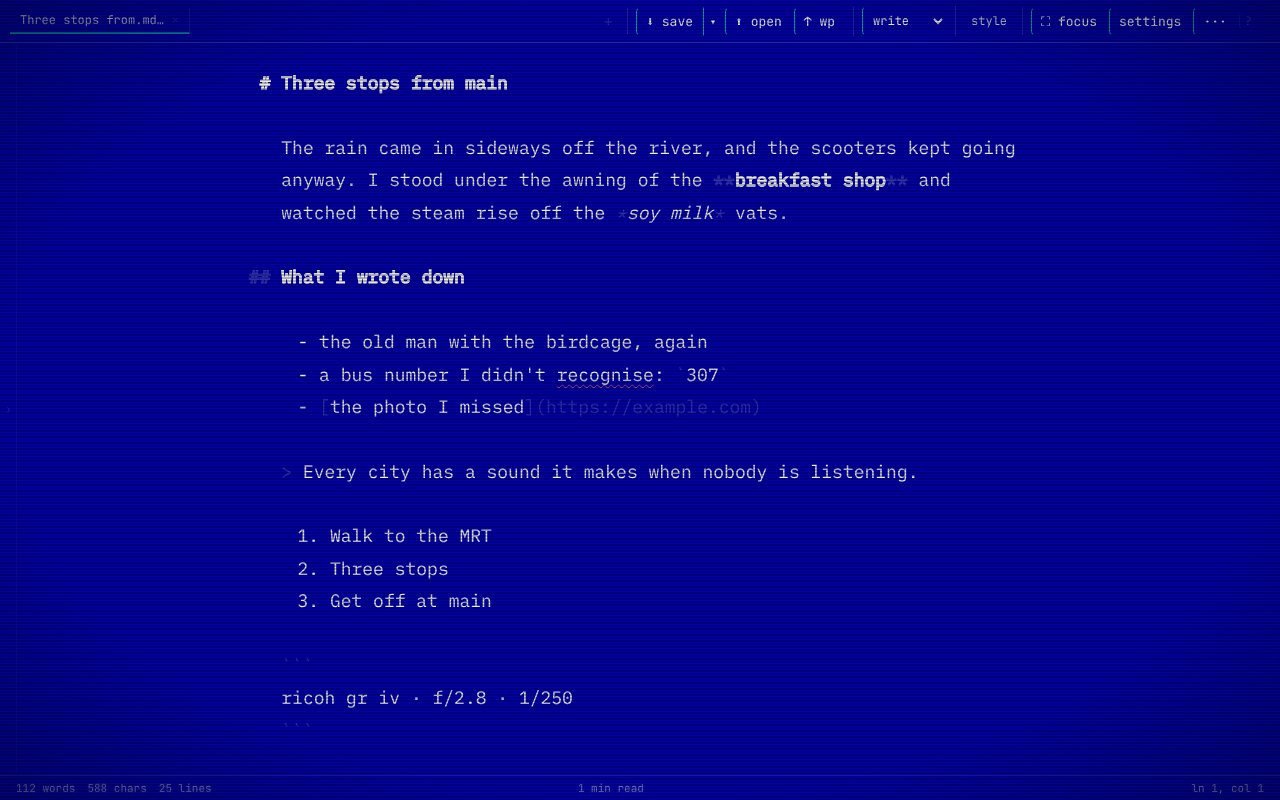 Three stops from.md… ×
+ ⬇ save ▾ ⬆ open ↑ wp write style ⛶ focus settings ··· ?
# Three stops from main
The rain came in sideways off the river, and the scooters kept going
anyway. I stood under the awning of the **breakfast shop** and
watched the steam rise off the *soy milk* vats.
## What I wrote down
- the old man with the birdcage, again
- a bus number I didn't recognise: `307`
- [the photo I missed](https://example.com)
> Every city has a sound it makes when nobody is listening.
1. Walk to the MRT
2. Three stops
3. Get off at main
```
ricoh gr iv · f/2.8 · 1/250
```
112 words 588 chars 25 lines 1 min read ln 1, col 1